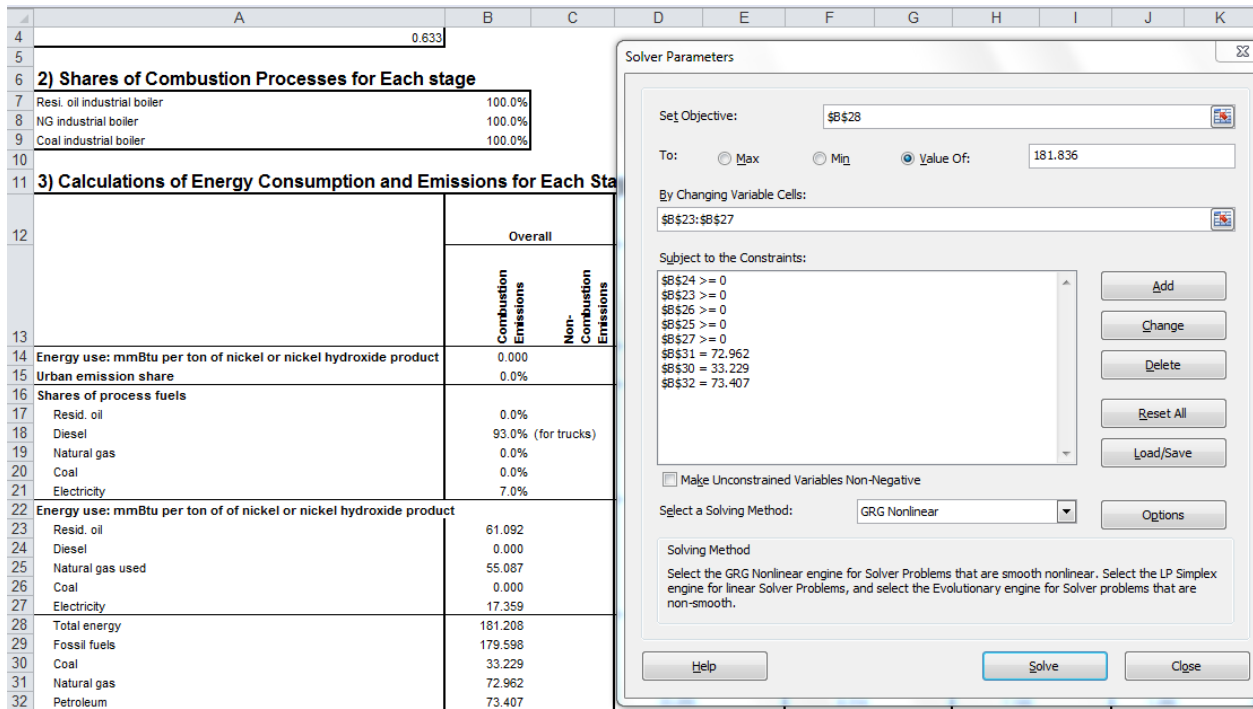 A B C D E F G H I J K
4 0.633
5
6 2) Shares of Combustion Processes for Each stage
7 Resi. oil industrial boiler 100.0%
8 NG industrial boiler 100.0%
9 Coal industrial boiler 100.0%
10
11 3) Calculations of Energy Consumption and Emissions for Each Sta
12 Overall
13 Combustion Emissions Non-Combustion Emissions
14 Energy use: mmBtu per ton of nickel or nickel hydroxide product 0.000
15 Urban emission share 0.0%
16 Shares of process fuels
17 Resid. oil 0.0%
18 Diesel 93.0% (for trucks)
19 Natural gas 0.0%
20 Coal 0.0%
21 Electricity 7.0%
22 Energy use: mmBtu per ton of of nickel or nickel hydroxide product
23 Resid. oil 61.092
24 Diesel 0.000
25 Natural gas used 55.087
26 Coal 0.000
27 Electricity 17.359
28 Total energy 181.208
29 Fossil fuels 179.598
30 Coal 33.229
31 Natural gas 72.962
32 Petroleum 73.407
Solver Parameters
Set Objective: $B$28
To: Max Min Value Of: 181.836
By Changing Variable Cells:
$B$23:$B$27
Subject to the Constraints:
$B$24 >= 0
$B$23 >= 0
$B$26 >= 0
$B$25 >= 0
$B$27 >= 0
$B$31 = 72.962
$B$30 = 33.229
$B$32 = 73.407
Add
Change
Delete
Reset All
Load/Save
Make Unconstrained Variables Non-Negative
Select a Solving Method: GRG Nonlinear Options
Solving Method
Select the GRG Nonlinear engine for Solver Problems that are smooth nonlinear. Select the LP Simplex
engine for linear Solver Problems, and select the Evolutionary engine for Solver problems that are
non-smooth.
Help Solve Close